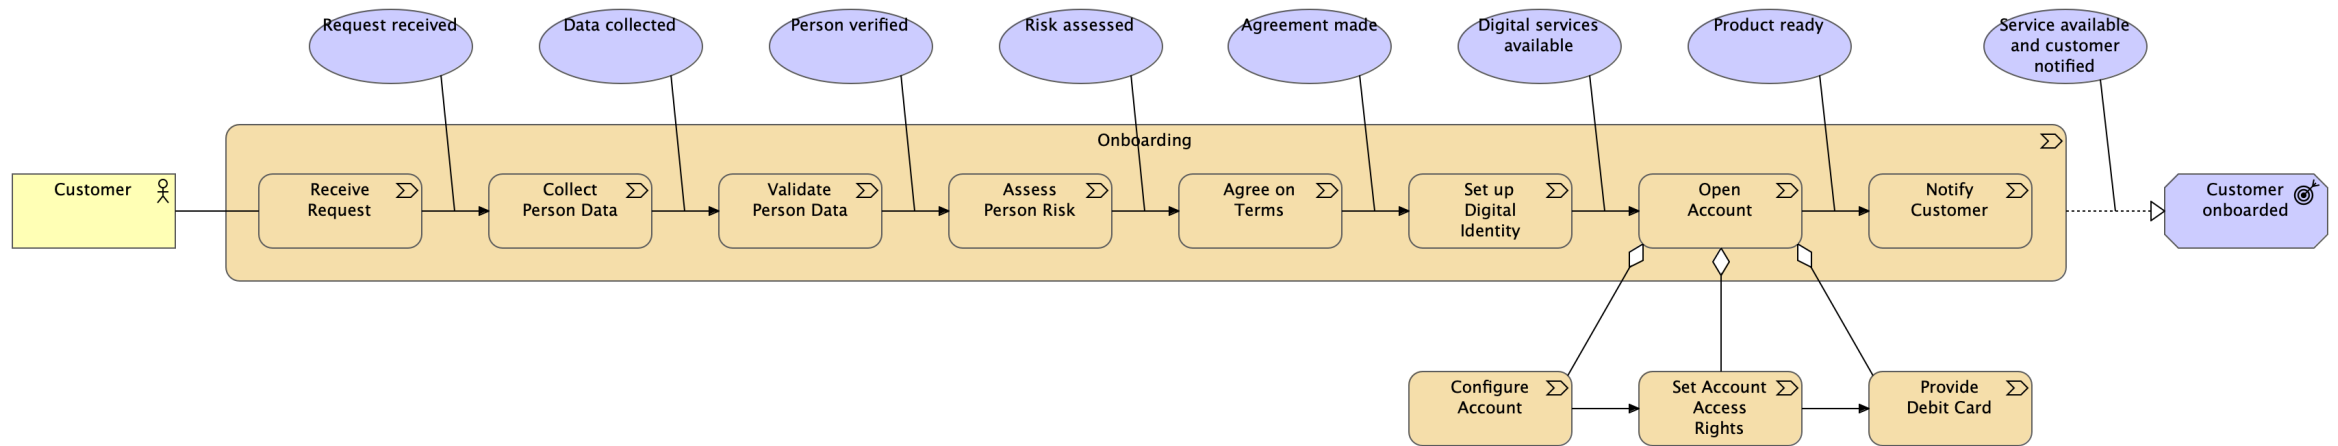 Request received
Data collected
Person verified
Risk assessed
Agreement made
Digital services
available
Product ready
Service available
and customer
notified
Onboarding
Customer
Receive
Request
Collect
Person Data
Validate
Person Data
Assess
Person Risk
Agree on
Terms
Set up
Digital
Identity
Open
Account
Notify
Customer
Customer
onboarded
Configure
Account
Set Account
Access
Rights
Provide
Debit Card